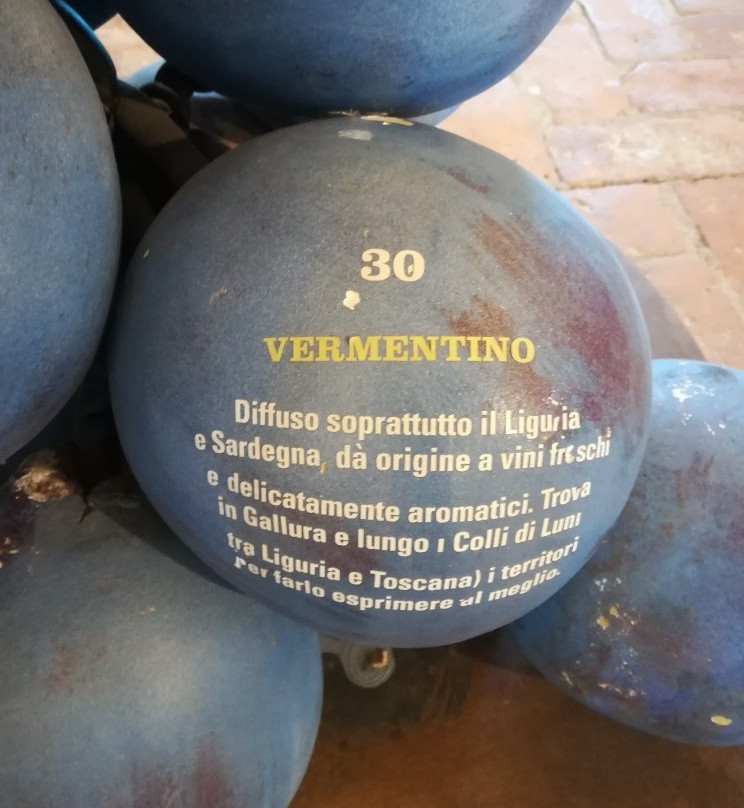 30
VERMENTINO
Diffuso soprattutto il Liguria
e Sardegna, dà origine a vini freschi
e delicatamente aromatici. Trova
in Gallura e lungo i Colli di Luni
tra Liguria e Toscana) i territori
Per farlo esprimere al meglio.